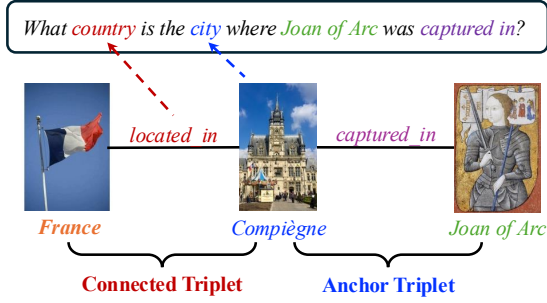 What country is the city where Joan of Arc was captured in?
located_in
captured_in
France
Compiègne
Joan of Arc
Connected Triplet
Anchor Triplet